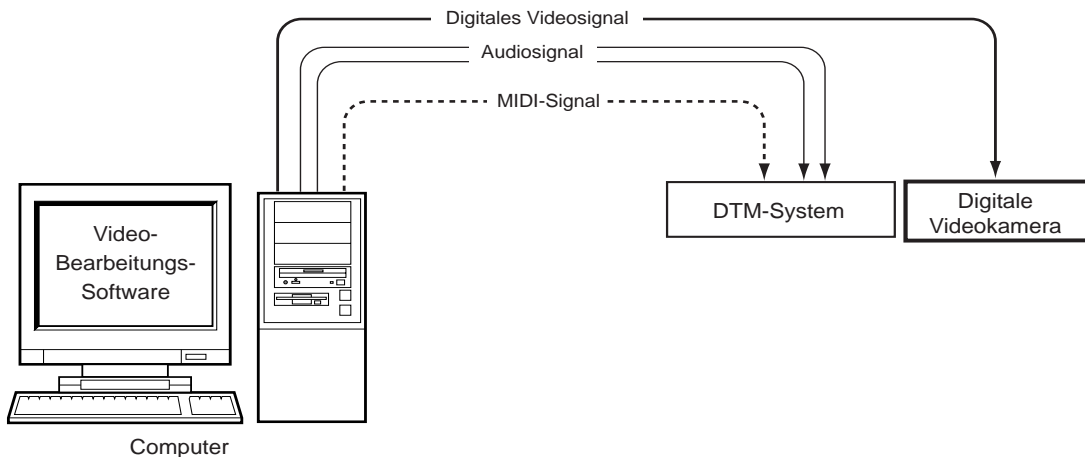 Digitales Videosignal
Audiosignal
MIDI-Signal
Video-
Bearbeitungs-
Software
DTM-System
Digitale
Videokamera
Computer